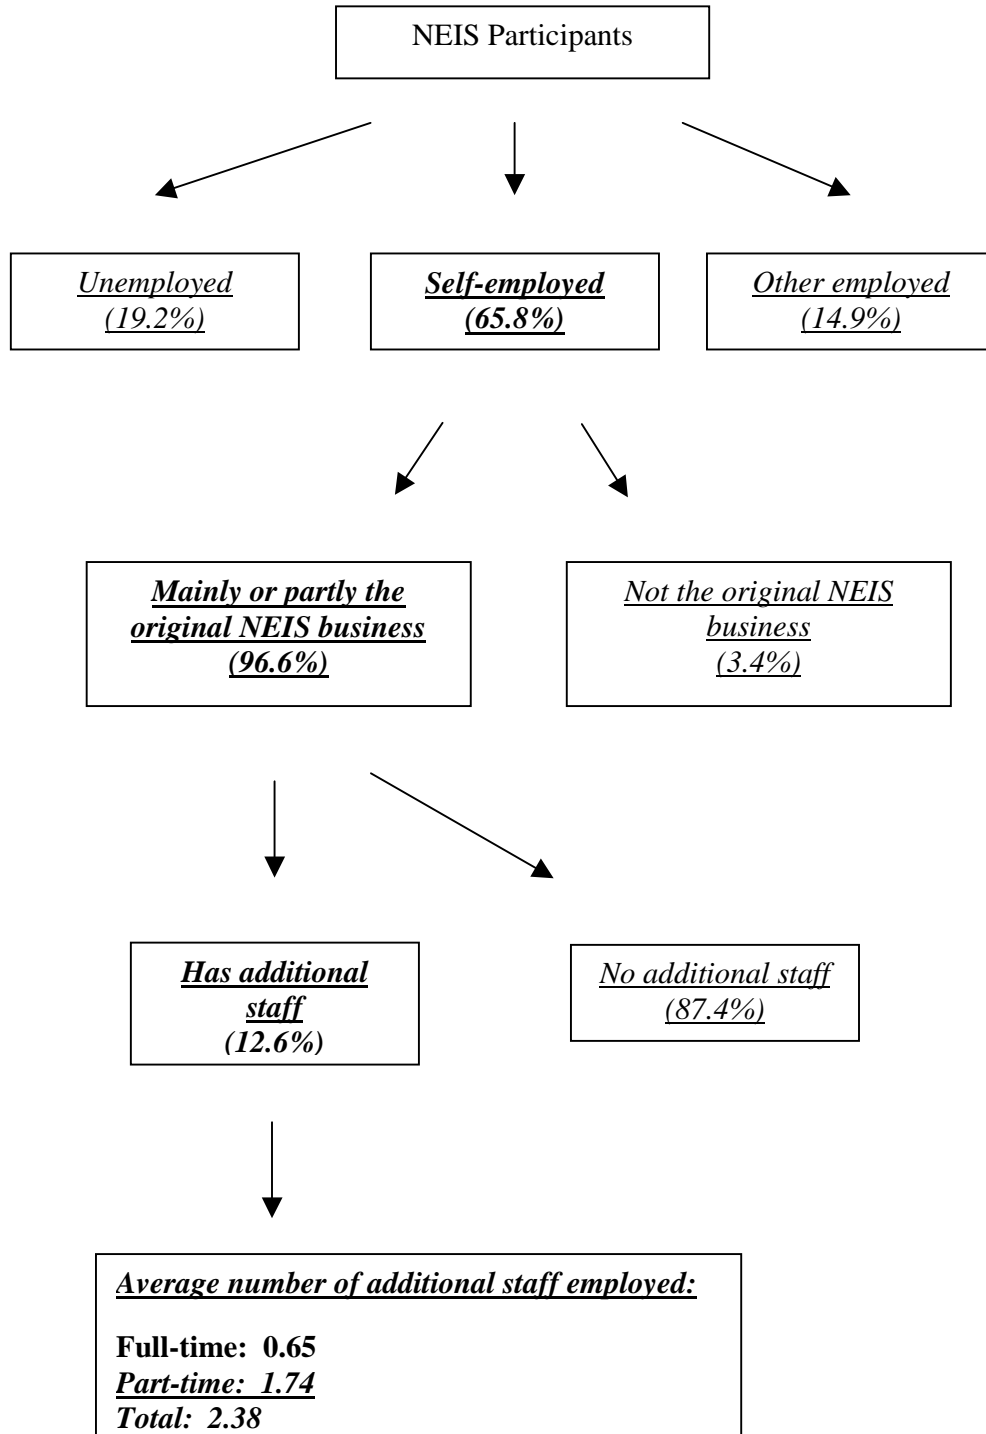 NEIS Participants
Unemployed
(19.2%)
Self-employed
(65.8%)
Other employed
(14.9%)
Mainly or partly the
original NEIS business
(96.6%)
Not the original NEIS
business
(3.4%)
Has additional
staff
(12.6%)
No additional staff
(87.4%)
Average number of additional staff employed:
Full-time: 0.65
Part-time: 1.74
Total: 2.38